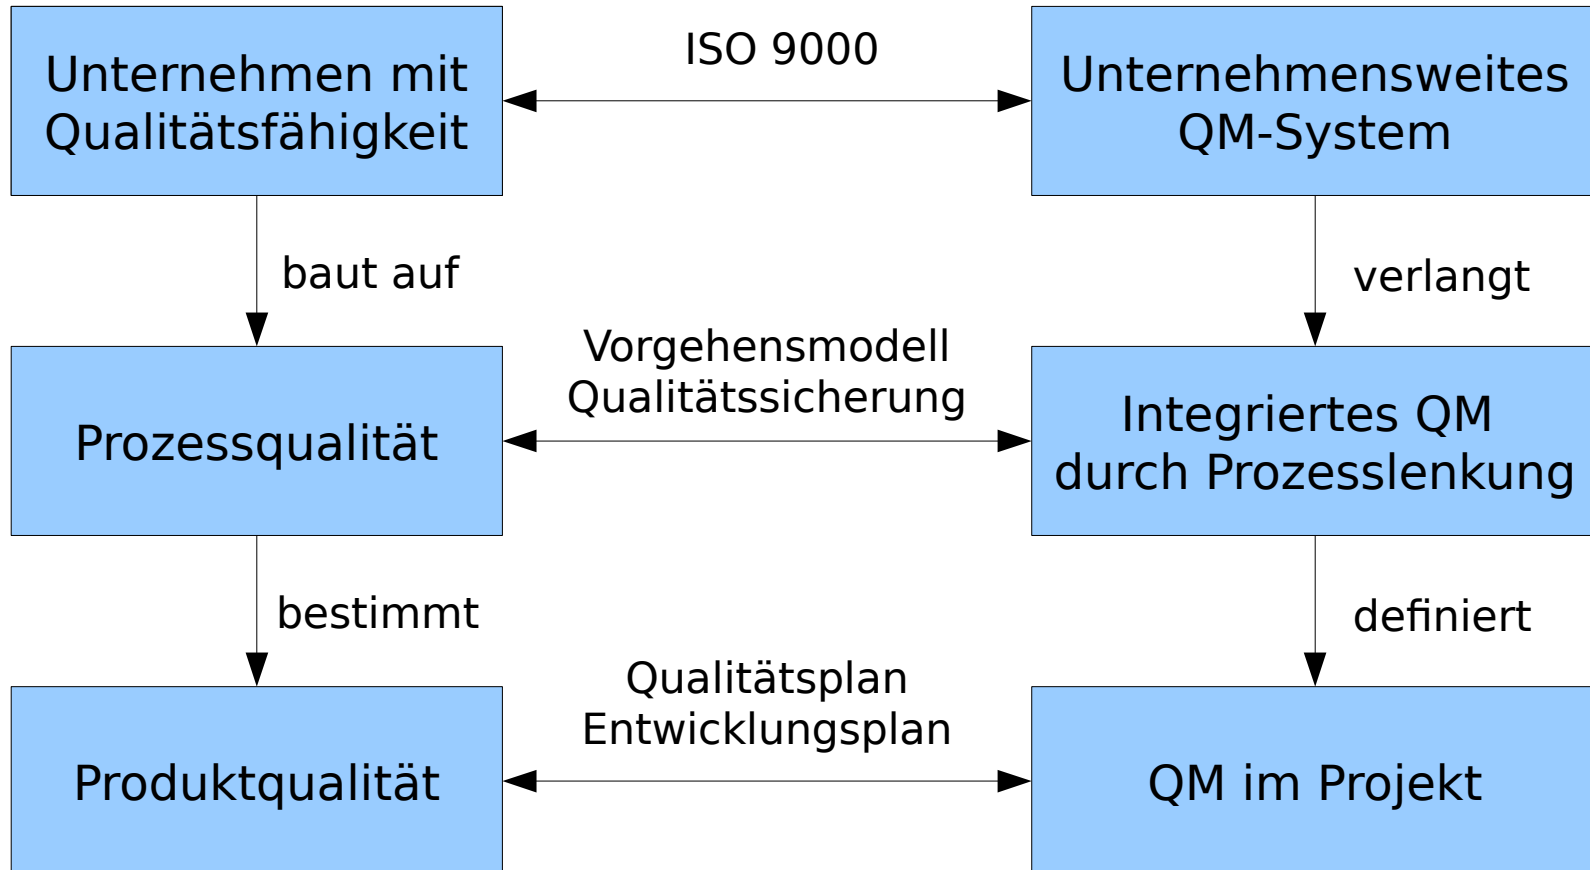 Unternehmen mit
Qualitätsfähigkeit
ISO 9000
Unternehmensweites
QM-System
baut auf
verlangt
Prozessqualität
Vorgehensmodell
Qualitätssicherung
Integriertes QM
durch Prozesslenkung
bestimmt
definiert
Produktqualität
Qualitätsplan
Entwicklungsplan
QM im Projekt